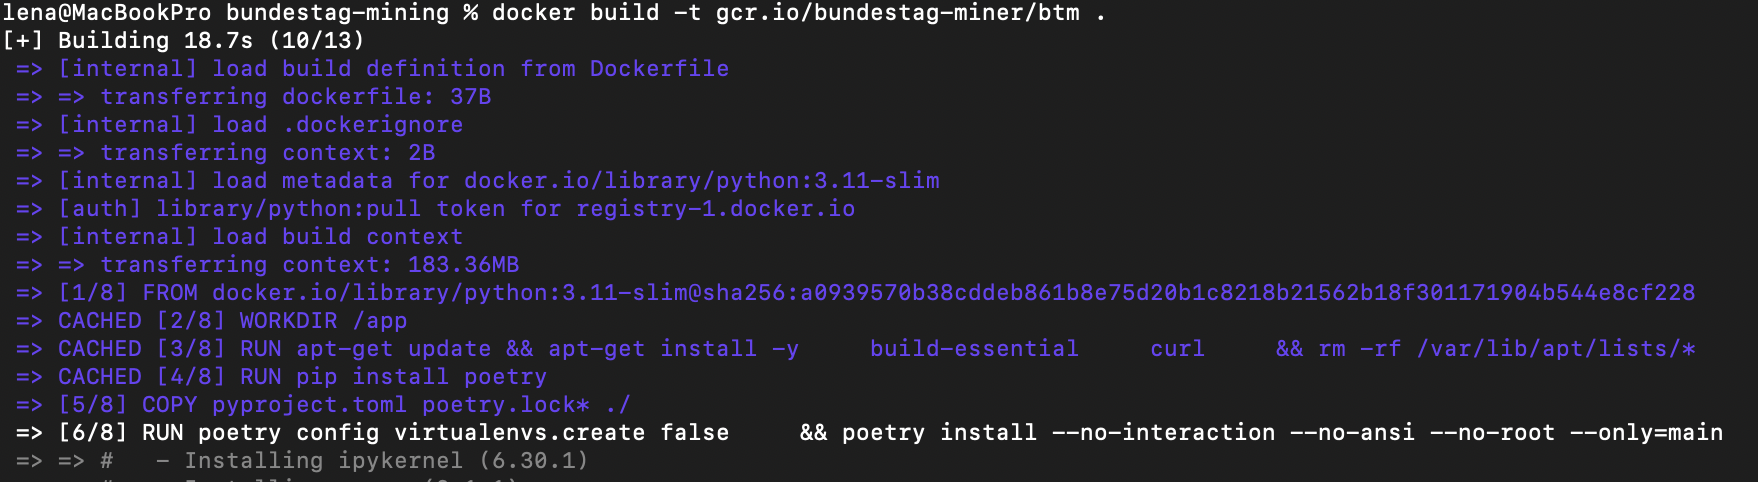 lena@MacBookPro bundestag-mining % docker build -t gcr.io/bundestag-miner/btm .
[+] Building 18.7s (10/13)
=> [internal] load build definition from Dockerfile
=> => transferring dockerfile: 37B
=> [internal] load .dockerignore
=> => transferring context: 2B
=> [internal] load metadata for docker.io/library/python:3.11-slim
=> [auth] library/python:pull token for registry-1.docker.io
=> [internal] load build context
=> => transferring context: 183.36MB
=> [1/8] FROM docker.io/library/python:3.11-slim@sha256:a0939570b38cddeb861b8e75d20b1c8218b21562b18f301171904b544e8cf228
=> CACHED [2/8] WORKDIR /app
=> CACHED [3/8] RUN apt-get update && apt-get install -y     build-essential     curl     && rm -rf /var/lib/apt/lists/*
=> CACHED [4/8] RUN pip install poetry
=> [5/8] COPY pyproject.toml poetry.lock* ./
=> [6/8] RUN poetry config virtualenvs.create false     && poetry install --no-interaction --no-ansi --no-root --only=main
=> => #   - Installing ipykernel (6.30.1)